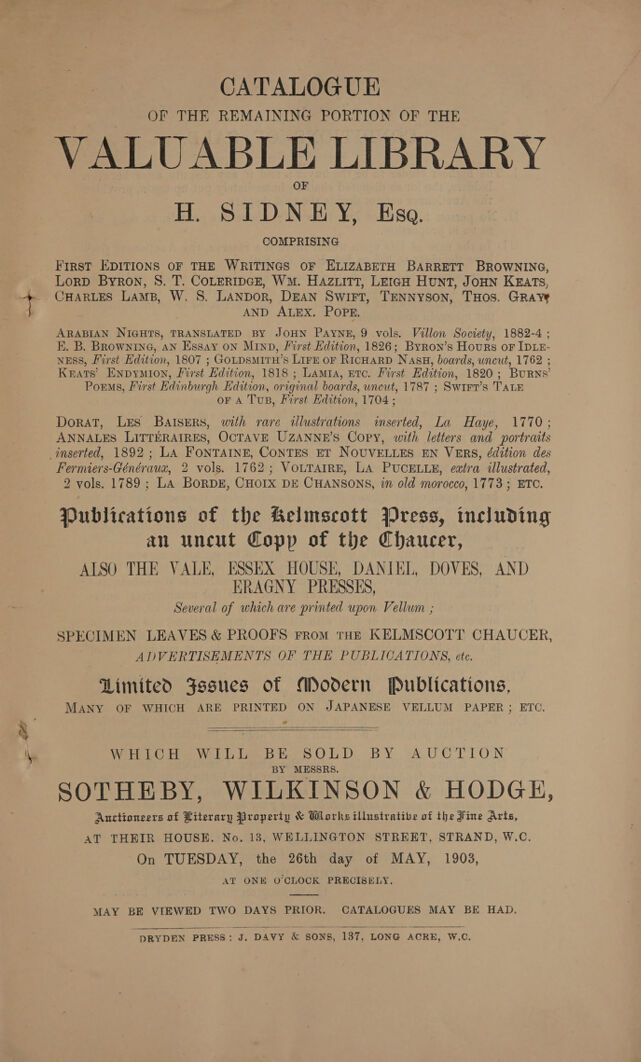 CATALOGUE
OF THE REMAINING PORTION OF THE
VALUABLE LIBRARY
OF
H. SIDNEY, Esq.
COMPRISING
First Editions of the Writings of Elizabeth Barrett Browning,
Lord Byron, S. T. Coleridge, Wm. Hazlitt, Leigh Hunt, John Keats,
Charles Lamb, W. S. Landor, Dean Swift, Tennyson, Thos. Gray,
and Alex. Pope.
Arabian Nights, translated by John Payne, 9 vols. Villon Society, 1882-4 ;
E. B. Browning, an Essay on Mind, First Edition, 1826 ; Byron's Hours of Idle-
ness, First Edition, 1807 ; Goldsmith's Life of Richard Nash, boards, uncut, 1762 ;
Keats' Endymion, First Edition, 1818 ; Lamia, etc. First Edition, 1820 ; Burns'
Poems, First Edinburgh Edition, original boards, uncut, 1787 ; Swift's Tale
of a Tub, First Edition, 1704 ;
Dorat, Les Baisers, with rare illustrations inserted, La Haye, 1770 ;
Annales Littéraires, Octave Uzanne's Copy, with letters and portraits
inserted, 1892 ; La Fontaine, Contes et Nouvelles en Vers, édition des
Fermiers-Généraux, 2 vols. 1762 ; Voltaire, La Pucelle, extra illustrated,
2 vols. 1789 ; La Borde, Choix de Chansons, in old morocco, 1773 ; etc.
Publications of the Kelmscott Press, including
an uncut Copy of the Chaucer,
ALSO THE VALE, ESSEX HOUSE, DANIEL, DOVES, AND
ERAGNY PRESSES,
Several of which are printed upon Vellum ;
SPECIMEN LEAVES & PROOFS from the KELMSCOTT CHAUCER,
ADVERTISEMENTS OF THE PUBLICATIONS, etc.
Limited Issues of Modern Publications,
Many of which are printed on Japanese vellum paper ; etc.
WHICH WILL BE SOLD BY AUCTION
BY MESSRS.
SOTHEBY, WILKINSON & HODGE,
Auctioneers of Literary Property & Works illustrative of the Fine Arts,
AT THEIR HOUSE. No. 13, WELLINGTON STREET, STRAND, W.C.
On TUESDAY, the 26th day of MAY, 1903,
AT ONE O'CLOCK PRECISELY.
MAY BE VIEWED TWO DAYS PRIOR. CATALOGUES MAY BE HAD.
DRYDEN PRESS: J. DAVY & SONS, 137, LONG ACRE, W.C.